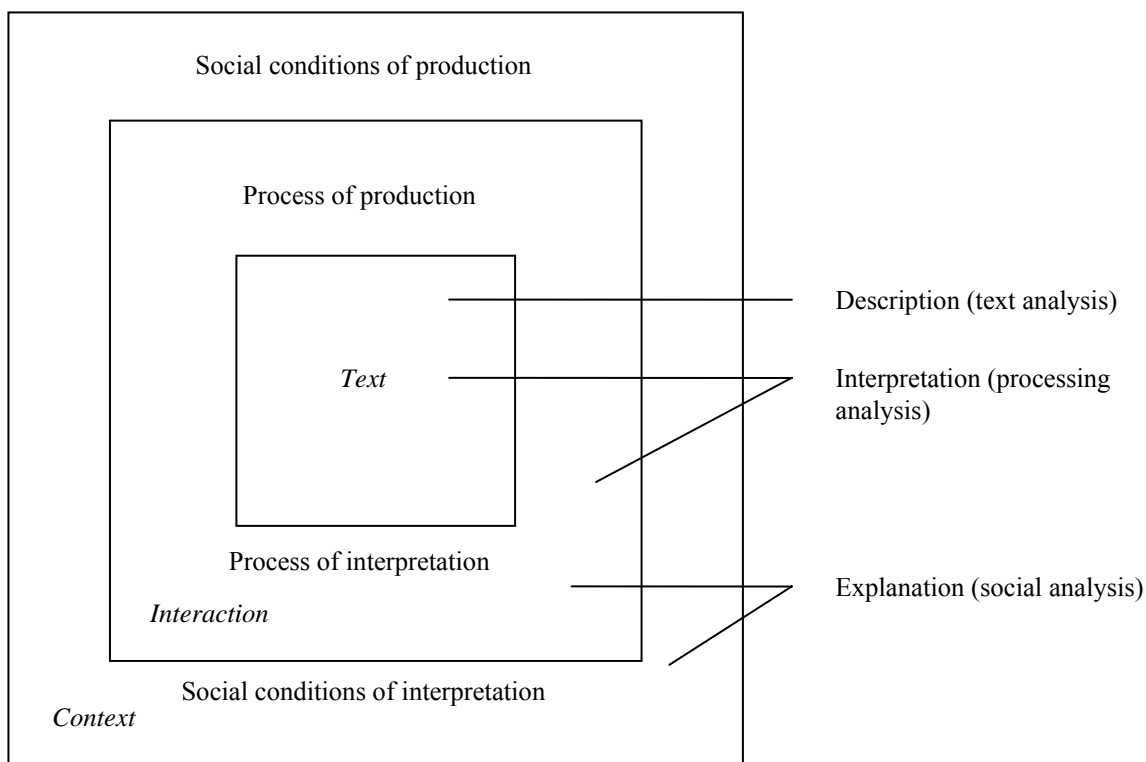 Social conditions of production
Process of production
Description (text analysis)
Text
Interpretation (processing
analysis)
Process of interpretation
Explanation (social analysis)
Interaction
Social conditions of interpretation
Context